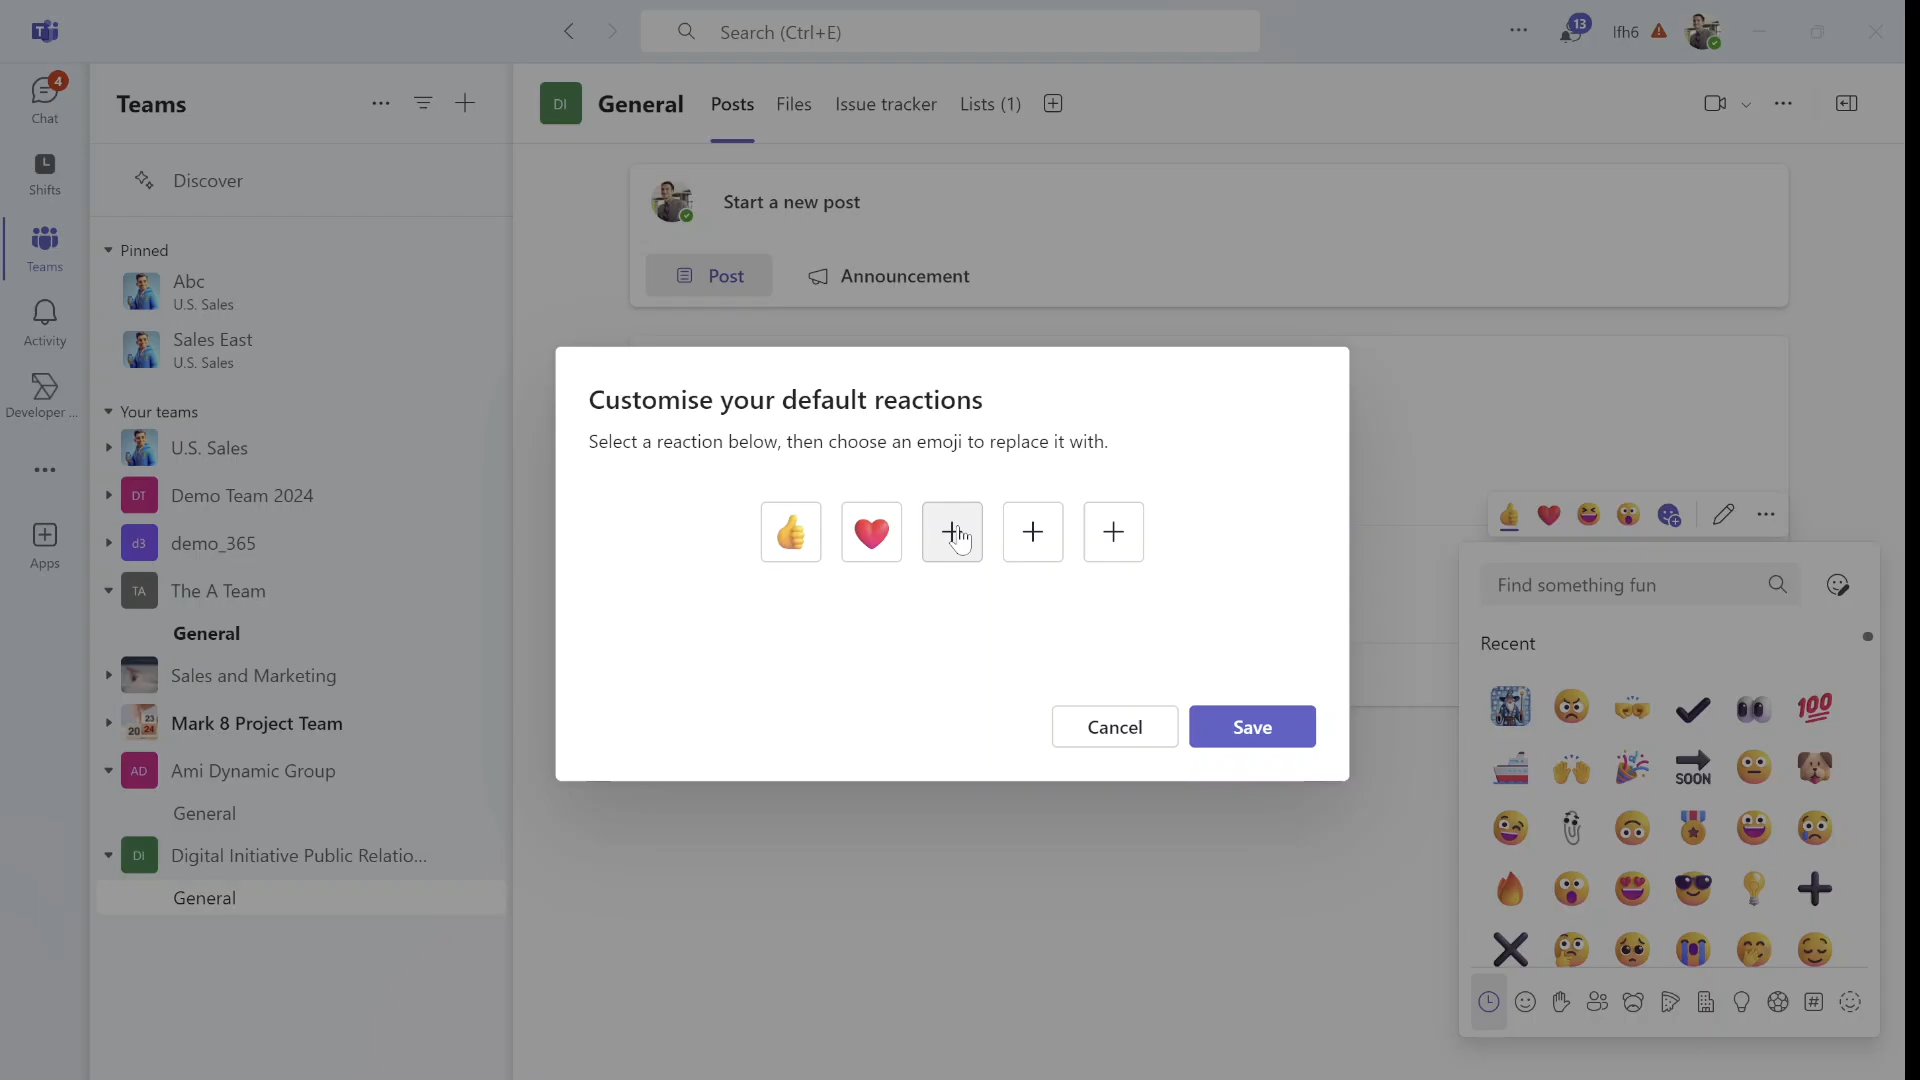 Search (Ctrl+E)
13
lfh6
4
Chat
Shifts
Teams
Activity
Developer ...
Apps
Teams
Discover
Pinned
Abc
U.S. Sales
Sales East
U.S. Sales
Your teams
U.S. Sales
DT Demo Team 2024
d3 demo_365
TA The A Team
General
Sales and Marketing
23
20 24 Mark 8 Project Team
AD Ami Dynamic Group
General
DI Digital Initiative Public Relatio...
General
DI General Posts Files Issue tracker Lists (1)
Start a new post
Post Announcement
Customise your default reactions
Select a reaction below, then choose an emoji to replace it with.
Cancel Save
Find something fun
Recent
100
SOON